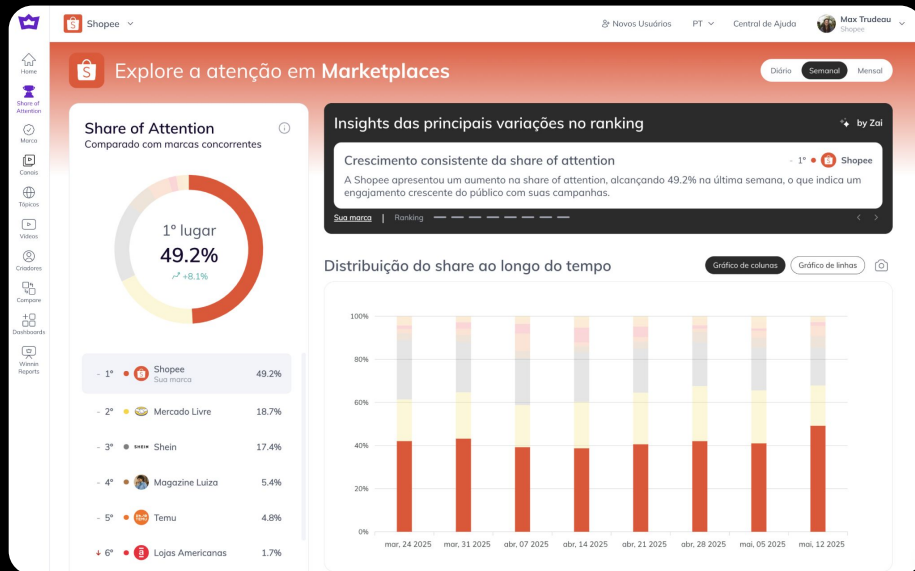 Shopee
Novos Usuários
PT
Central de Ajuda
Max Trudeau
Shopee
Home
Share of
Attention
Marca
Canais
Tópicos
Vídeos
Criadores
Compare
Dashboards
Winnin
Reports
Explore a atenção em Marketplaces
Diário
Semanal
Mensal
Share of Attention
Comparado com marcas concorrentes
1º lugar
49.2%
+8.1%
- 1º Shopee 49.2%
Sua marca
- 2º Mercado Livre 18.7%
- 3º SHEIN Shein 17.4%
- 4º Magazine Luiza 5.4%
- 5º TEMU Temu 4.8%
↓ 6º a Lojas Americanas 1.7%
Insights das principais variações no ranking
by Zai
Crescimento consistente da share of attention
- 1º Shopee
A Shopee apresentou um aumento na share of attention, alcançando 49.2% na última semana, o que indica um
engajamento crescente do público com suas campanhas.
Sua marca | Ranking
Distribuição do share ao longo do tempo
Gráfico de colunas
Gráfico de linhas
100%
80%
60%
40%
20%
0%
mar, 24 2025
mar, 31 2025
abr, 07 2025
abr, 14 2025
abr, 21 2025
abr, 28 2025
mai, 05 2025
mai, 12 2025